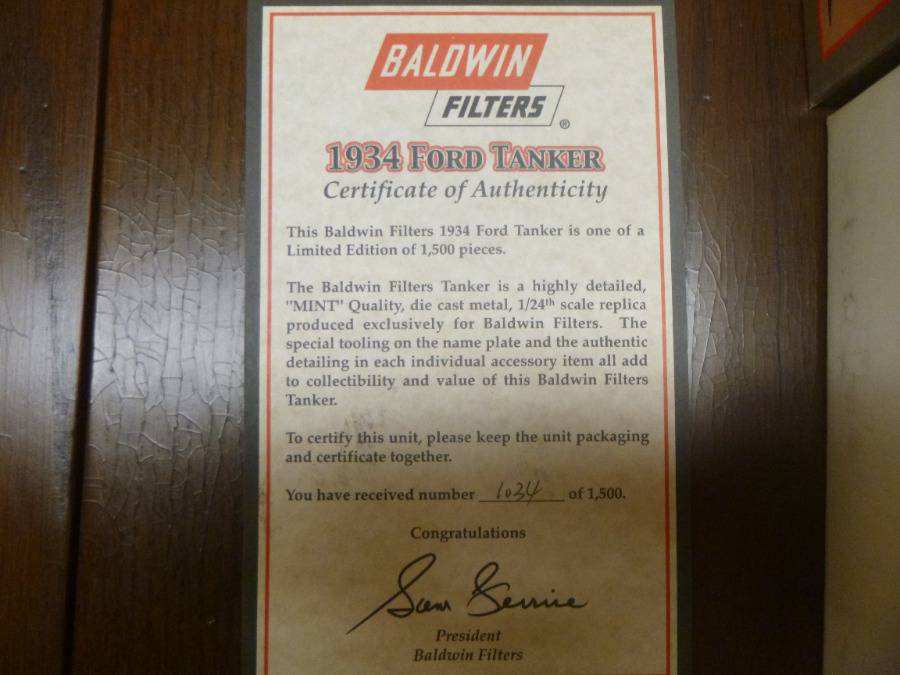 BALDWIN
FILTERS®
1934 FORD TANKER
Certificate of Authenticity
This Baldwin Filters 1934 Ford Tanker is one of a
Limited Edition of 1,500 pieces.
The Baldwin Filters Tanker is a highly detailed,
"MINT" Quality, die cast metal, 1/24th scale replica
produced exclusively for Baldwin Filters. The
special tooling on the name plate and the authentic
detailing in each individual accessory item all add
to collectibility and value of this Baldwin Filters
Tanker.
To certify this unit, please keep the unit packaging
and certificate together.
You have received number 1034 of 1,500.
Congratulations
Sam
President
Baldwin Filters